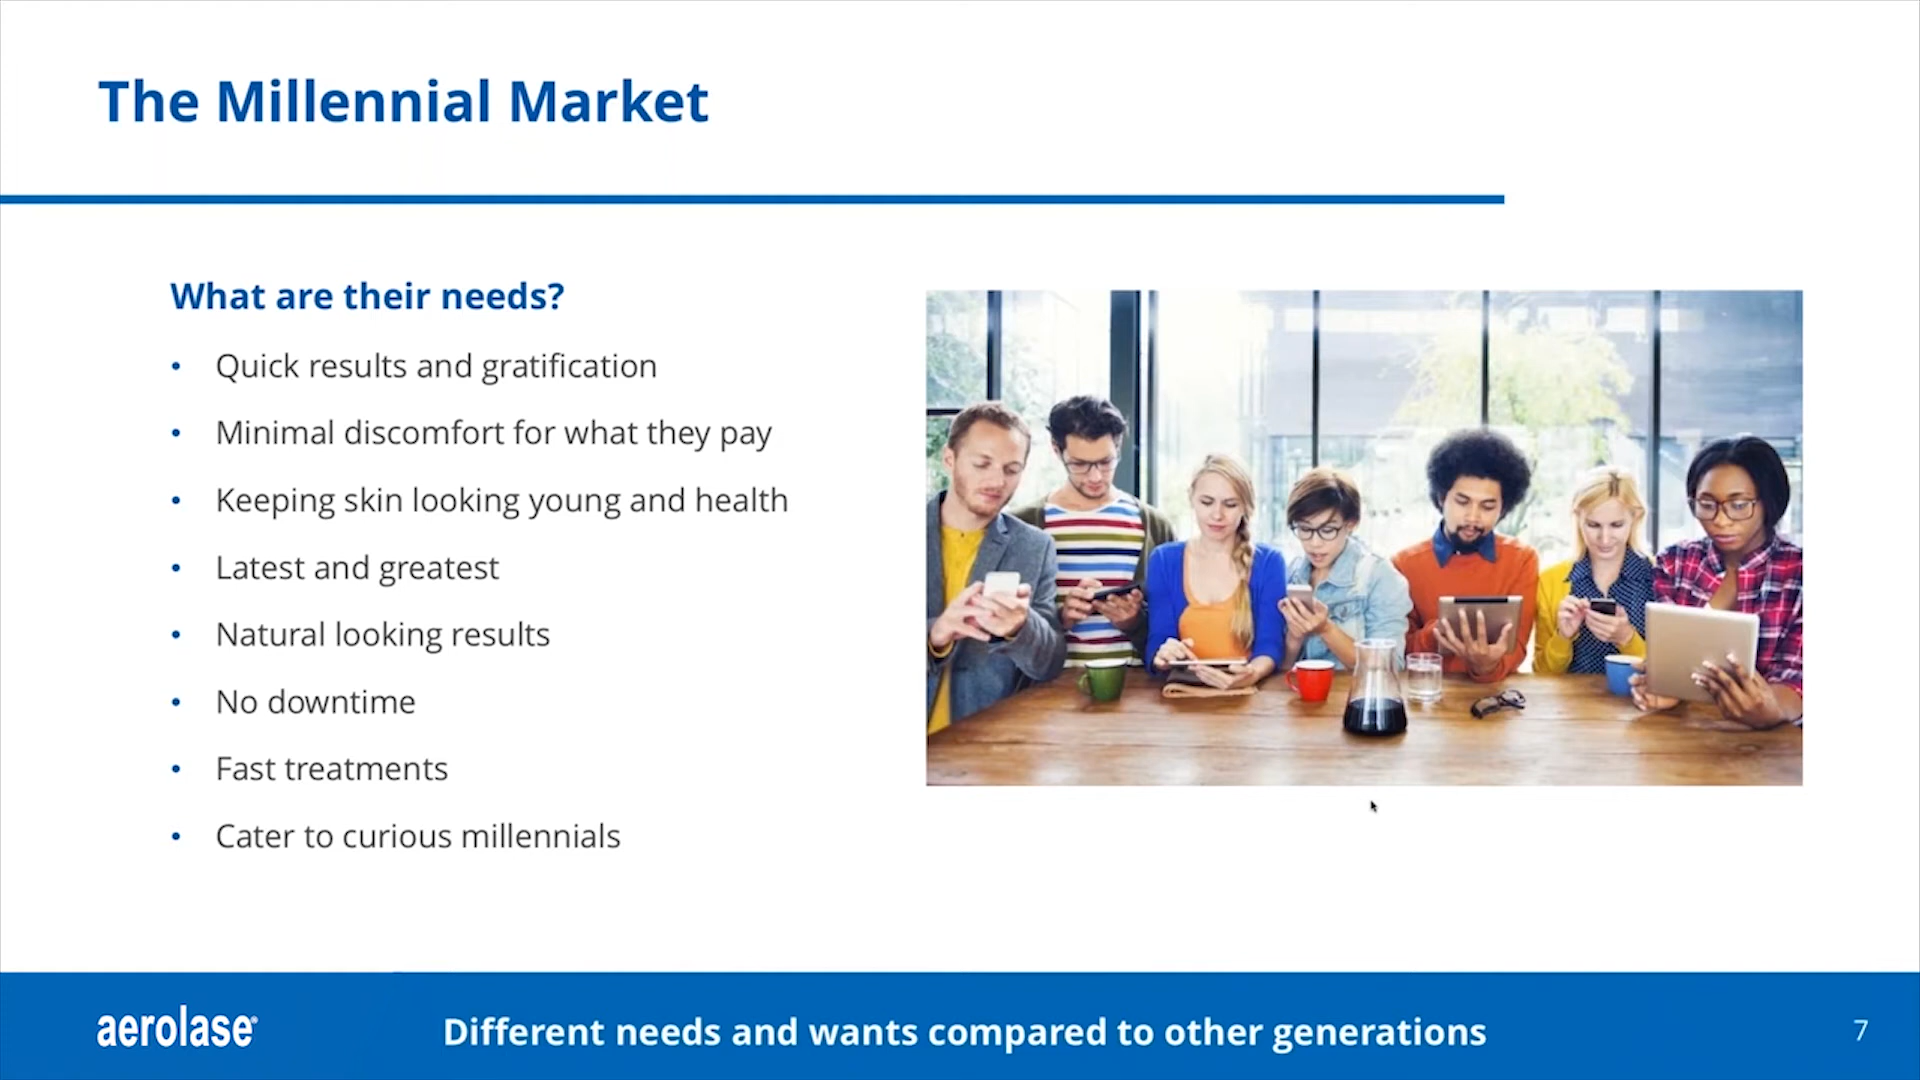 The Millennial Market
What are their needs?
• Quick results and gratification
• Minimal discomfort for what they pay
• Keeping skin looking young and health
• Latest and greatest
• Natural looking results
• No downtime
• Fast treatments
• Cater to curious millennials
aerolase®
Different needs and wants compared to other generations
7